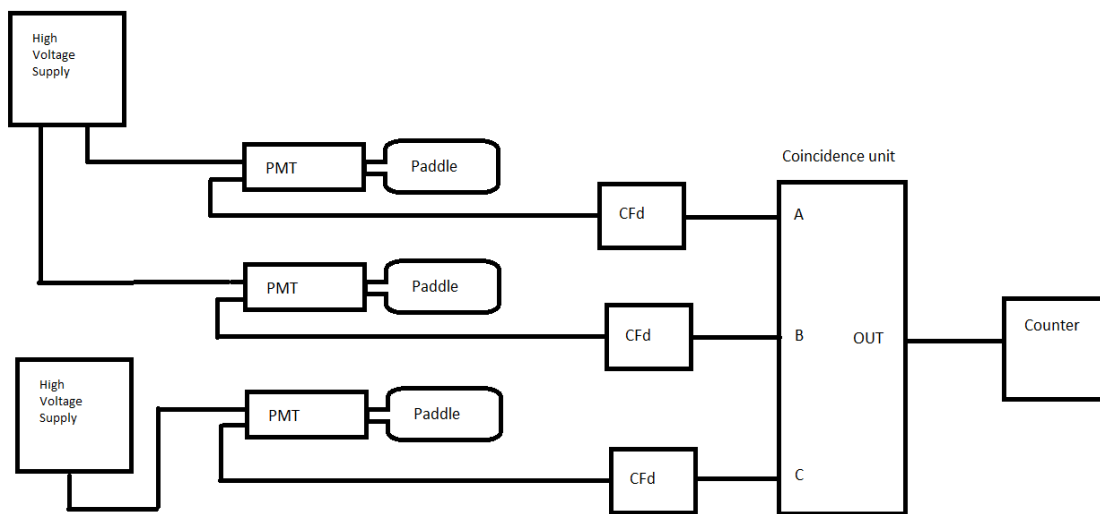 High
Voltage
Supply
PMT
Paddle
Coincidence unit
CFd
A
PMT
Paddle
CFd
B
OUT
Counter
High
Voltage
Supply
PMT
Paddle
CFd
C